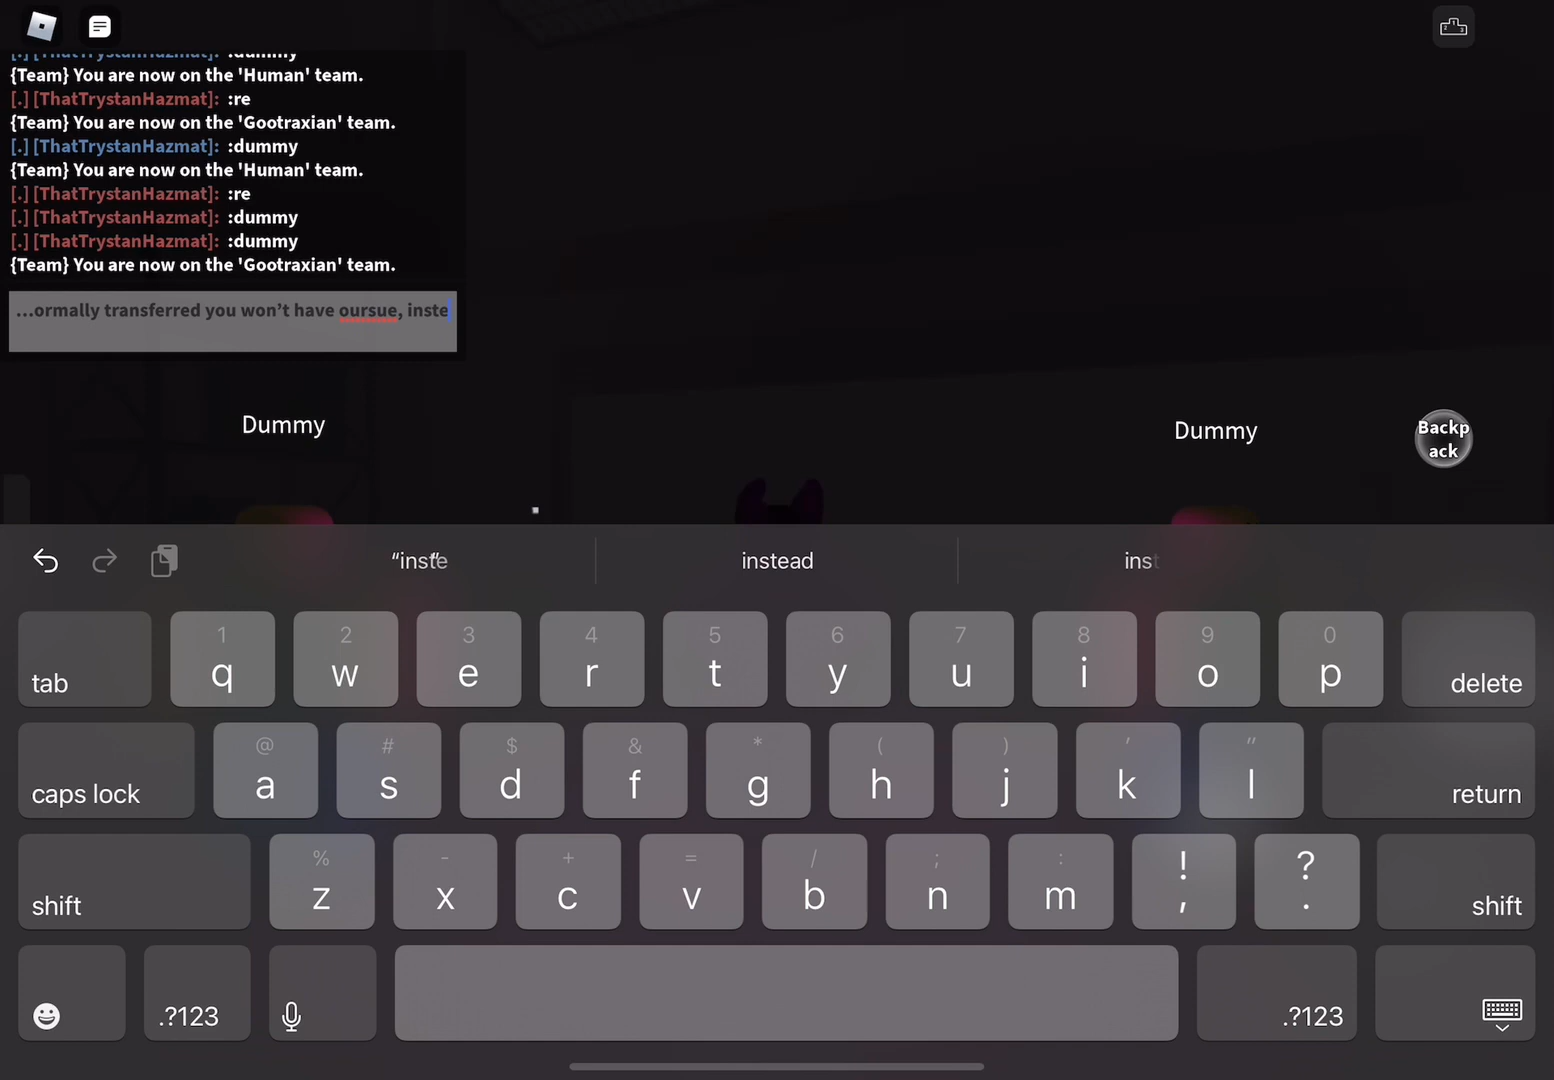 [.] [ThatTrystanHazmat]: :dummy
{Team} You are now on the 'Human' team.
[.] [ThatTrystanHazmat]: :re
{Team} You are now on the 'Gootraxian' team.
[.] [ThatTrystanHazmat]: :dummy
{Team} You are now on the 'Human' team.
[.] [ThatTrystanHazmat]: :re
[.] [ThatTrystanHazmat]: :dummy
[.] [ThatTrystanHazmat]: :dummy
{Team} You are now on the 'Gootraxian' team.
...ormally transferred you won’t have oursue, inste
Dummy
Dummy
Backp
ack
instead
inst
1 2 3 4 5 6 7 8 9 0
tab q w e r t y u i o p delete
@ # $ & * ( ) ' "
caps lock a s d f g h j k l return
% - + = / ; : ! ?
shift z x c v b n m , . shift
.?123 .?123